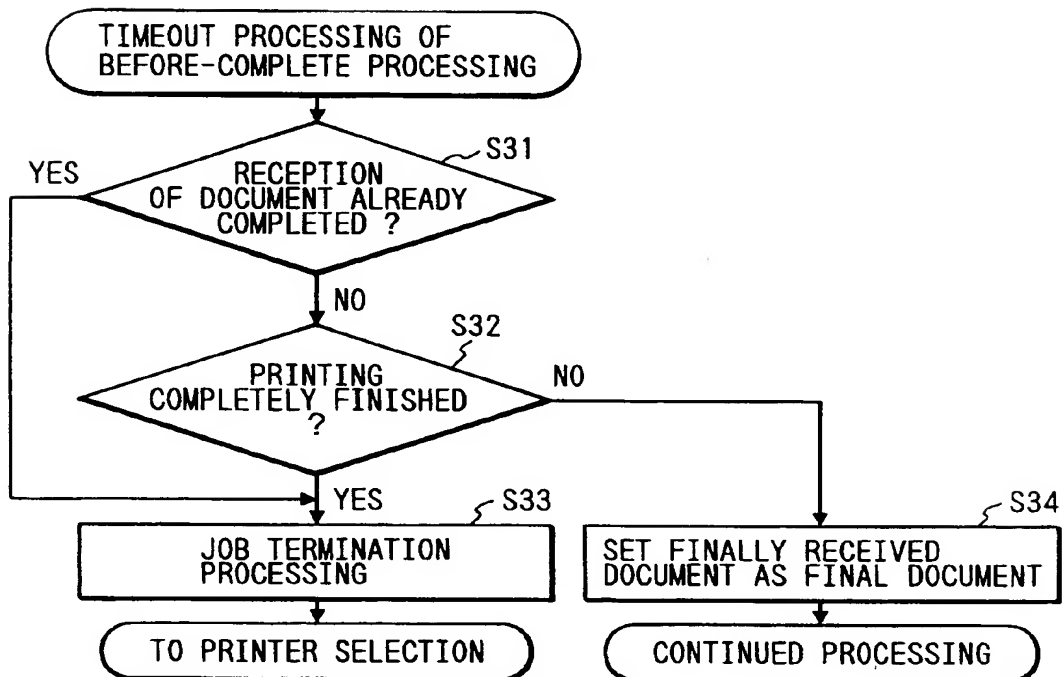 TIMEOUT PROCESSING OF
BEFORE-COMPLETE PROCESSING
S31
YES
RECEPTION
OF DOCUMENT ALREADY
COMPLETED ?
NO
S32
PRINTING
COMPLETELY FINISHED
?
NO
YES
S33
JOB TERMINATION
PROCESSING
S34
SET FINALLY RECEIVED
DOCUMENT AS FINAL DOCUMENT
TO PRINTER SELECTION
CONTINUED PROCESSING